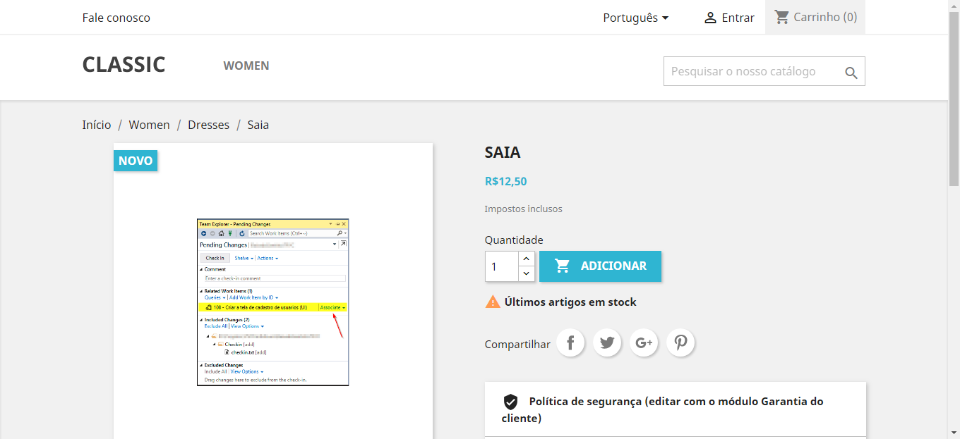 Fale conosco
Português
Entrar
Carrinho (0)
CLASSIC
WOMEN
Pesquisar o nosso catálogo
Início / Women / Dresses / Saia
NOVO
Team Explorer - Pending Changes
Search Work Items (Ctrl+;)
Pending Changes
Check In Shelve Actions
Comment
Enter a check-in comment
Related Work Items (1)
Queries Add Work Item by ID
108 - Criar a tela de cadastro de usuários (UI) Associate
Included Changes (2)
Exclude All View Options
Checkin [add]
checkin.txt [add]
Excluded Changes
Include All View Options
Drag changes here to exclude from the check-in.
SAIA
R$12,50
Impostos inclusos
Quantidade
1
ADICIONAR
Últimos artigos em stock
Compartilhar
Política de segurança (editar com o módulo Garantia do
cliente)